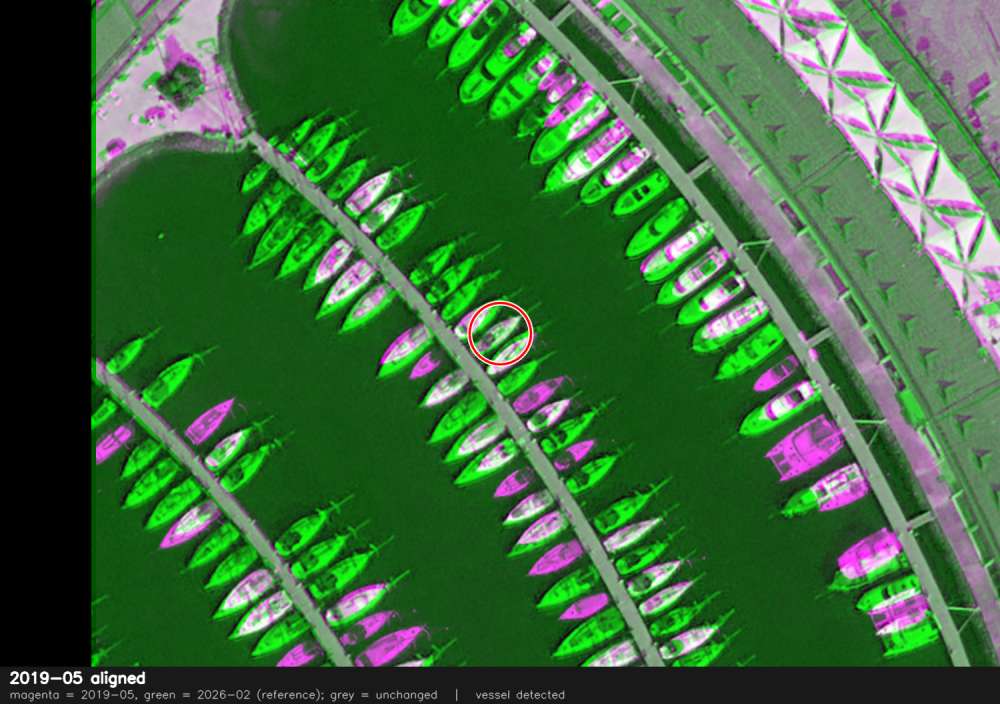 2019-05 aligned
magenta = 2019-05, green = 2026-02 (reference); grey = unchanged | vessel detected